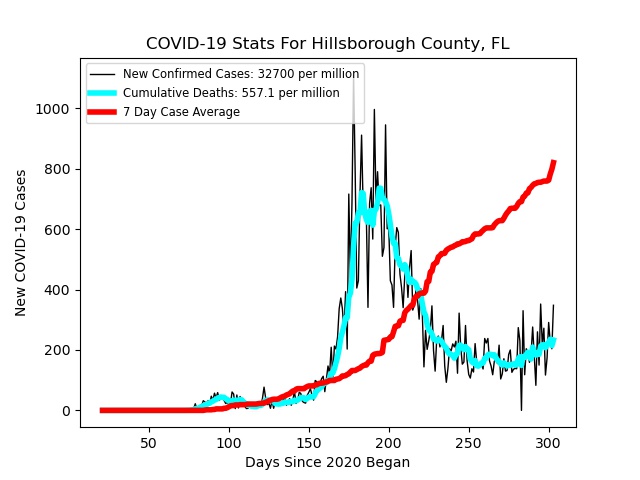 COVID-19 Stats For Hillsborough County, FL
New Confirmed Cases: 32700 per million
Cumulative Deaths: 557.1 per million
7 Day Case Average
1000
800
600
400
200
0
New COVID-19 Cases
50 100 150 200 250 300
Days Since 2020 Began